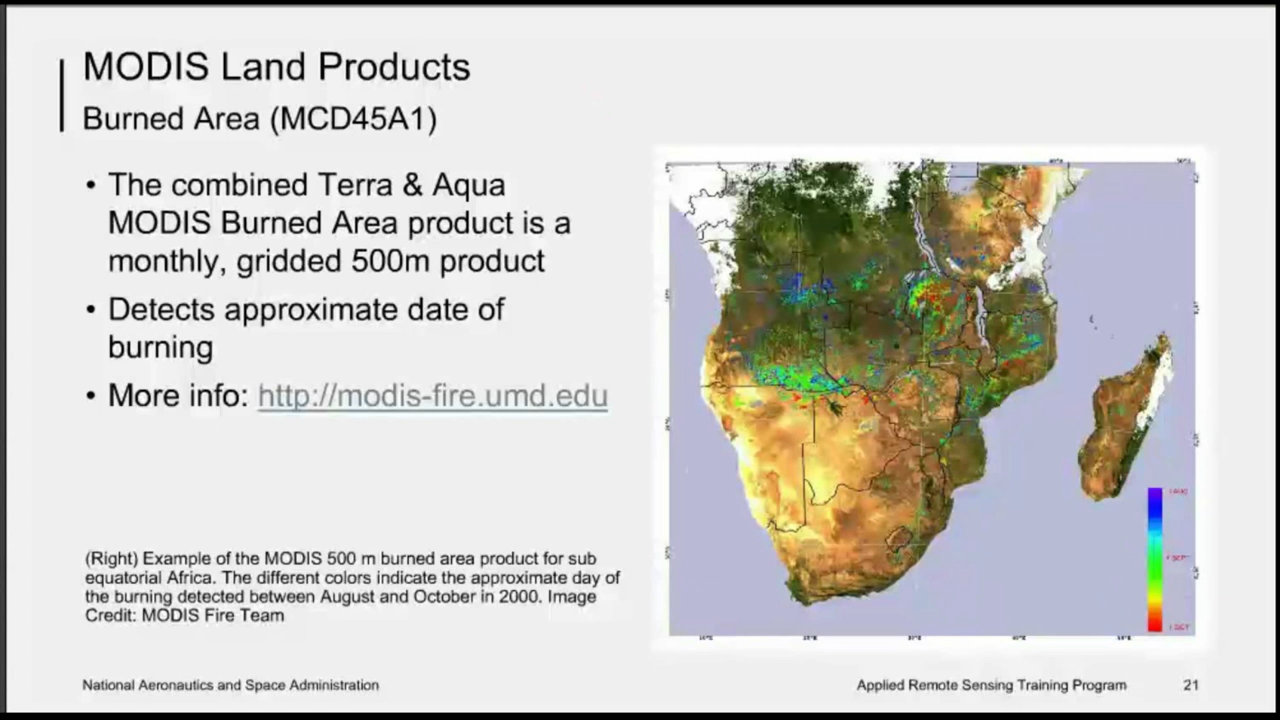 MODIS Land Products
Burned Area (MCD45A1)
• The combined Terra & Aqua
MODIS Burned Area product is a
monthly, gridded 500m product
• Detects approximate date of
burning
• More info: http://modis-fire.umd.edu
(Right) Example of the MODIS 500 m burned area product for sub
equatorial Africa. The different colors indicate the approximate day of
the burning detected between August and October in 2000. Image
Credit: MODIS Fire Team
National Aeronautics and Space Administration
Applied Remote Sensing Training Program
21